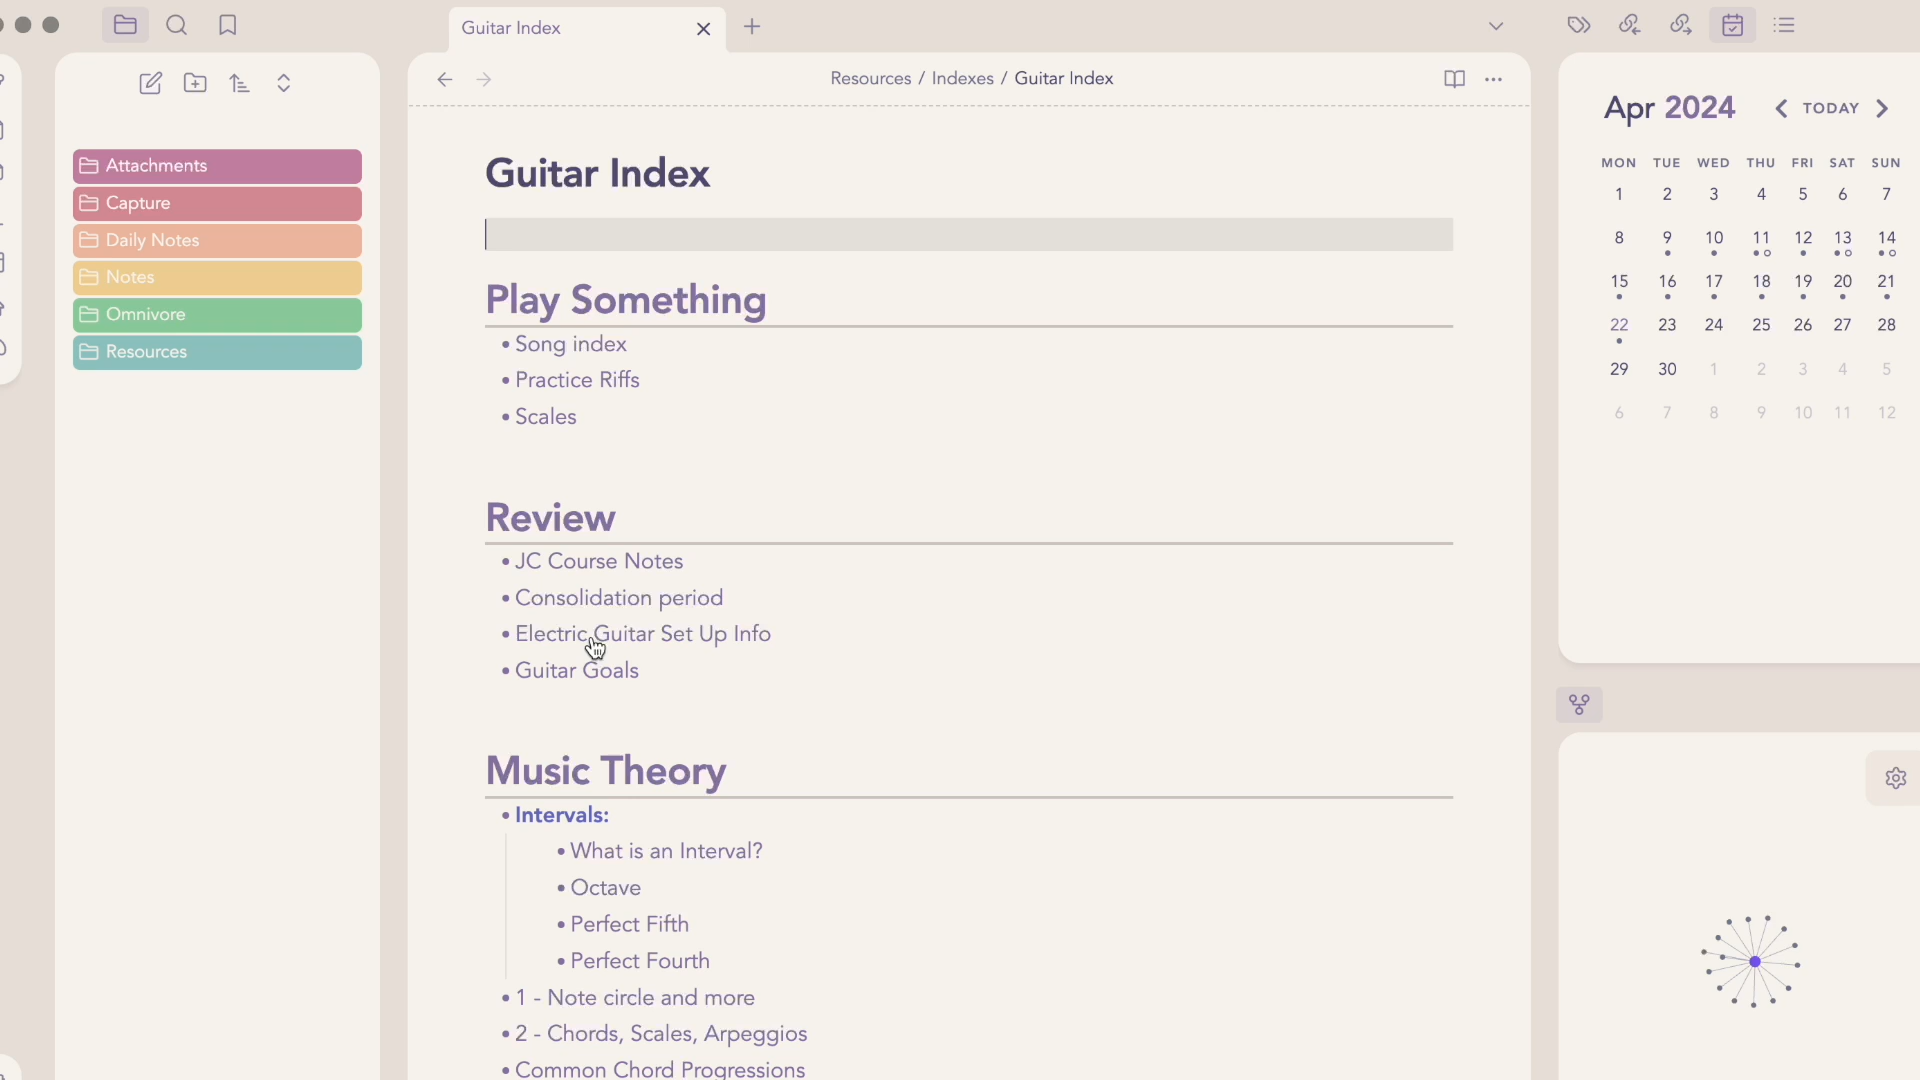 Guitar Index
Resources / Indexes / Guitar Index
Attachments
Capture
Daily Notes
Notes
Omnivore
Resources
Guitar Index
Play Something
• Song index
• Practice Riffs
• Scales
Review
• JC Course Notes
• Consolidation period
• Electric Guitar Set Up Info
• Guitar Goals
Music Theory
• Intervals:
• What is an Interval?
• Octave
• Perfect Fifth
• Perfect Fourth
• 1 - Note circle and more
• 2 - Chords, Scales, Arpeggios
• Common Chord Progressions
Apr 2024 TODAY
MON TUE WED THU FRI SAT SUN
1 2 3 4 5 6 7
8 9 10 11 12 13 14
15 16 17 18 19 20 21
22 23 24 25 26 27 28
29 30 1 2 3 4 5
6 7 8 9 10 11 12